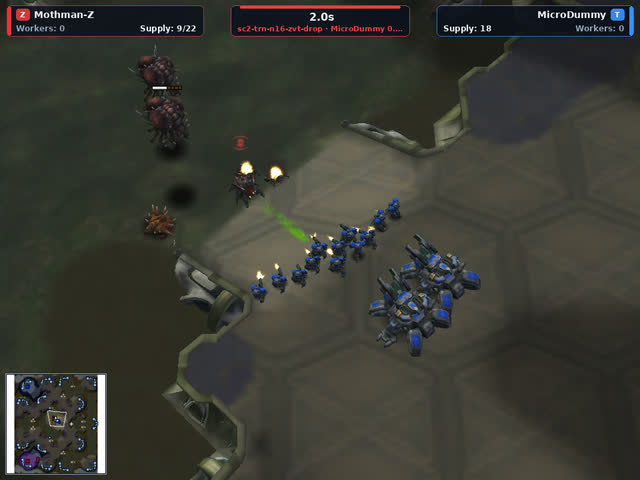 Z Mothman-Z
Workers: 0 Supply: 9/22
2.0s
sc2-trn-n16-zvt-drop · MicroDummy 0....
MicroDummy T
Supply: 18 Workers: 0